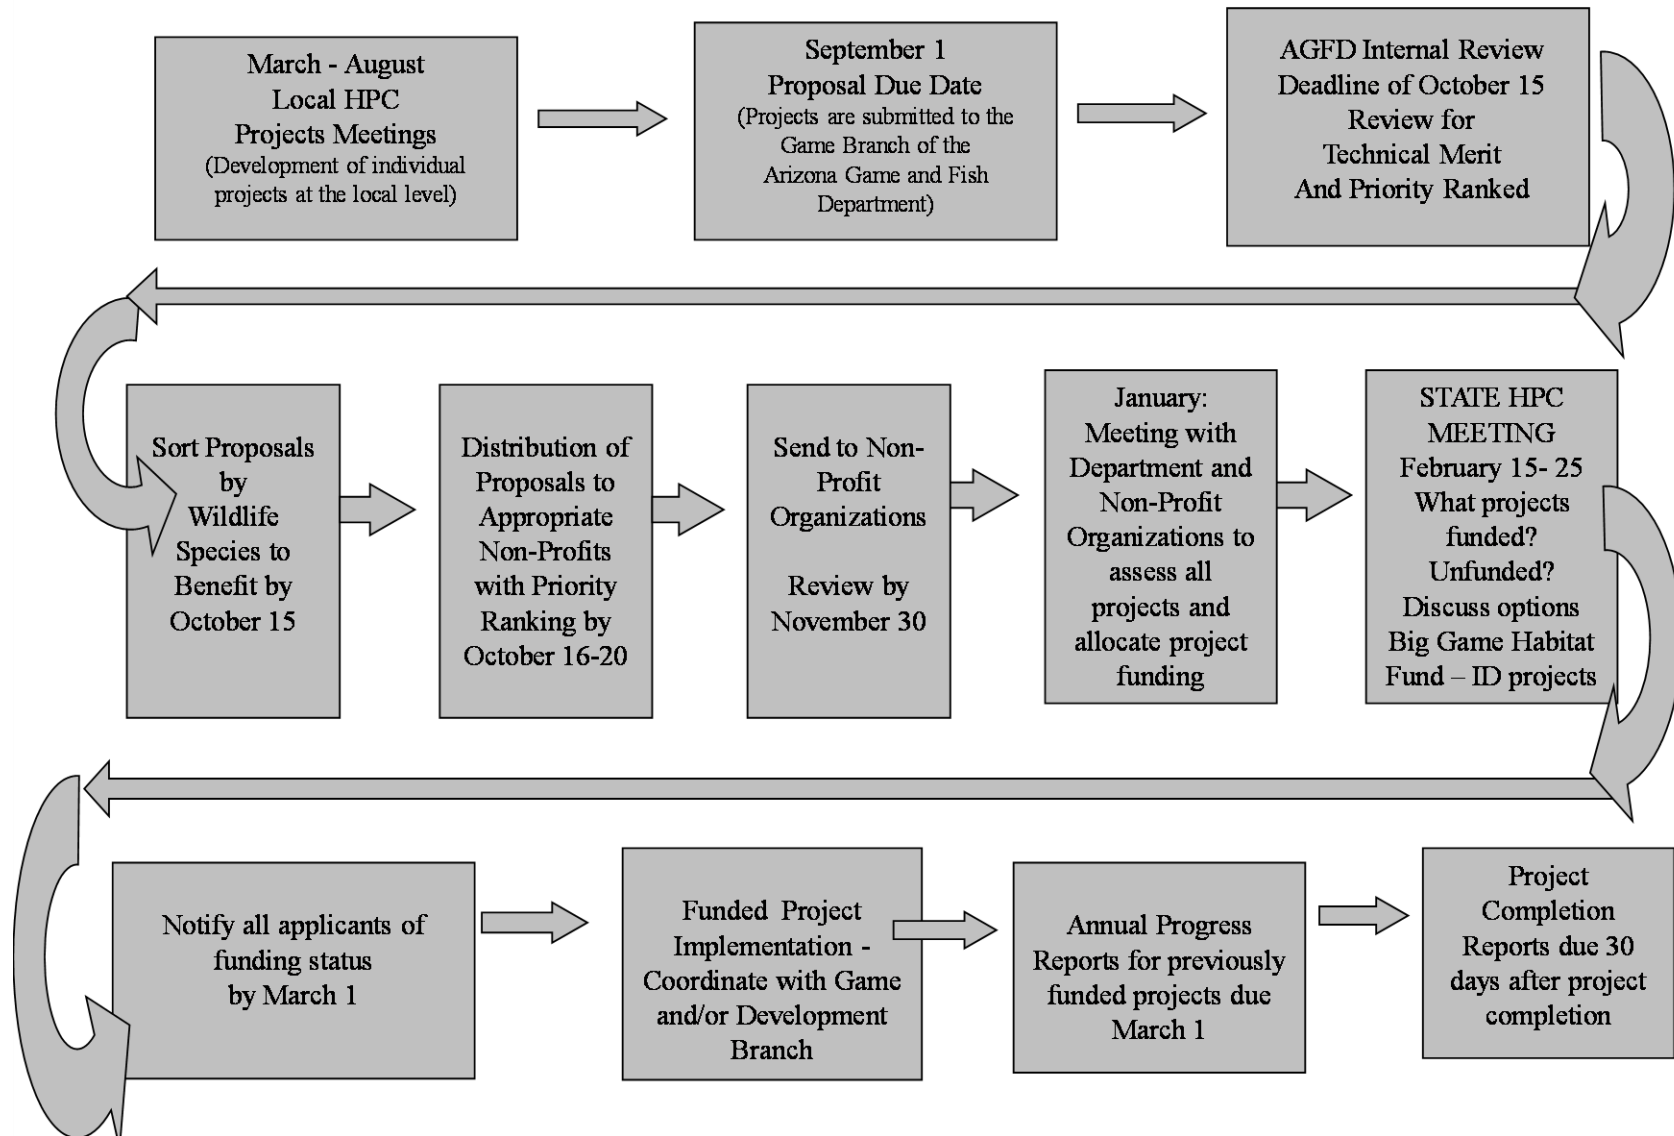 March - August
Local HPC
Projects Meetings
(Development of individual
projects at the local level)
September 1
Proposal Due Date
(Projects are submitted to the
Game Branch of the
Arizona Game and Fish
Department)
AGFD Internal Review
Deadline of October 15
Review for
Technical Merit
And Priority Ranked
Sort Proposals
by
Wildlife
Species to
Benefit by
October 15
Distribution of
Proposals to
Appropriate
Non-Profits
with Priority
Ranking by
October 16-20
Send to Non-
Profit
Organizations
Review by
November 30
January:
Meeting with
Department and
Non-Profit
Organizations to
assess all
projects and
allocate project
funding
STATE HPC
MEETING
February 15- 25
What projects
funded?
Unfunded?
Discuss options
Big Game Habitat
Fund – ID projects
Notify all applicants of
funding status
by March 1
Funded Project
Implementation -
Coordinate with Game
and/or Development
Branch
Annual Progress
Reports for previously
funded projects due
March 1
Project
Completion
Reports due 30
days after project
completion